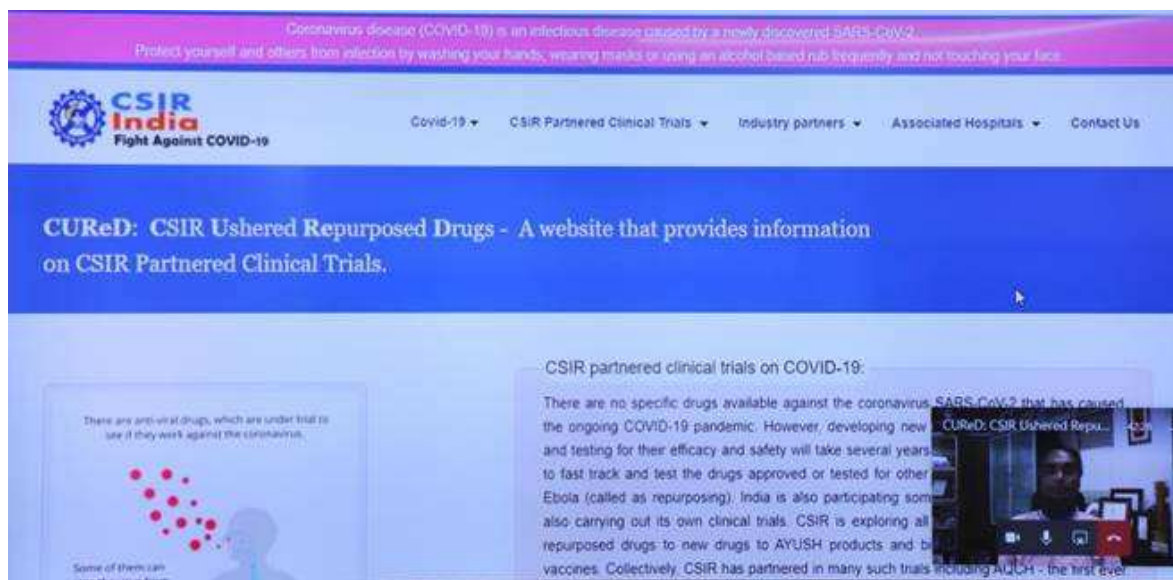 Coronavirus disease (COVID-19) is an infectious disease caused by a newly discovered SARS-CoV-2.
Protect yourself and others from infection by washing your hands, wearing masks or using an alcohol based rub frequently and not touching your face.
CSIR
India
Fight Against COVID-19
Covid-19
CSIR Partnered Clinical Trials
Industry partners
Associated Hospitals
Contact Us
CUReD: CSIR Ushered Repurposed Drugs - A website that provides information
on CSIR Partnered Clinical Trials.
There are anti-viral drugs, which are under trial to
see if they work against the coronavirus.
Some of them can
CSIR partnered clinical trials on COVID-19:
There are no specific drugs available against the coronavirus SARS-CoV-2 that has caused
the ongoing COVID-19 pandemic. However, developing new
and testing for their efficacy and safety will take several years
to fast track and test the drugs approved or tested for other
Ebola (called as repurposing). India is also participating som
also carrying out its own clinical trials. CSIR is exploring all
repurposed drugs to new drugs to AYUSH products and b
vaccines. Collectively, CSIR has partnered in many such trials including AQCH - the first ever
CUReD: CSIR Ushered Repu...